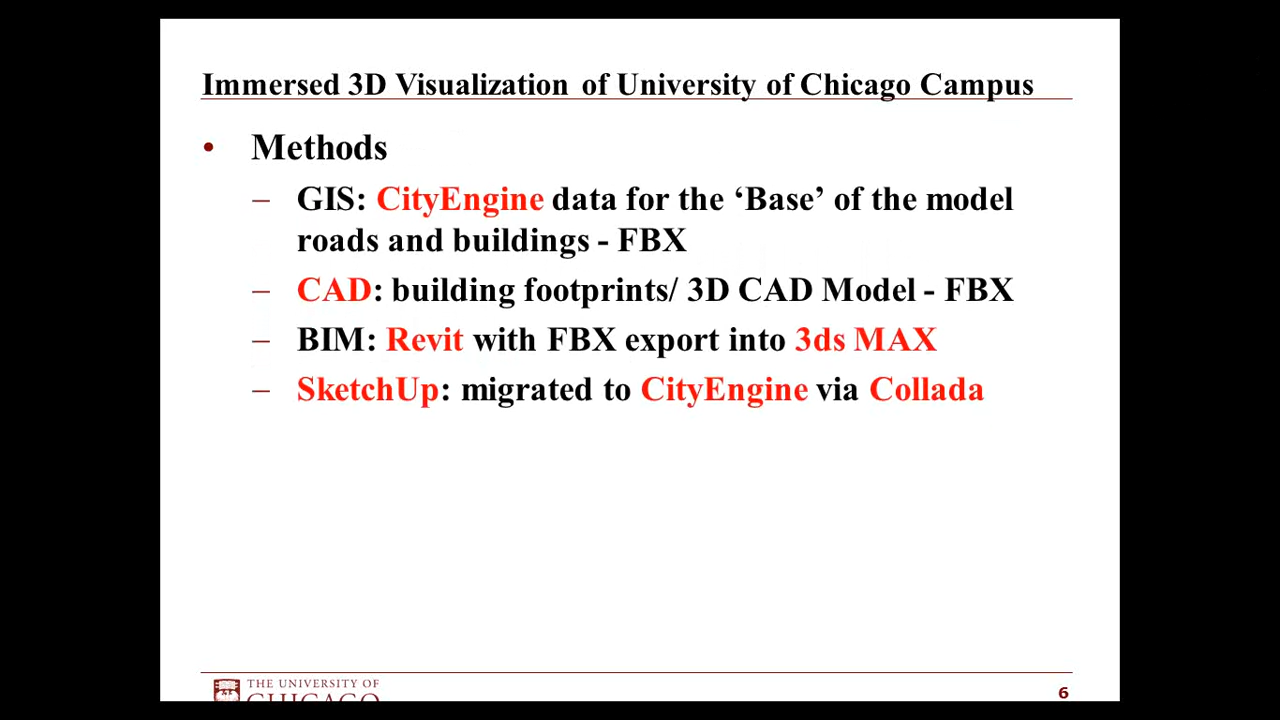 Immersed 3D Visualization of University of Chicago Campus
• Methods
– GIS: CityEngine data for the ‘Base’ of the model
roads and buildings - FBX
– CAD: building footprints/ 3D CAD Model - FBX
– BIM: Revit with FBX export into 3ds MAX
– SketchUp: migrated to CityEngine via Collada
THE UNIVERSITY OF
CHICAGO
6